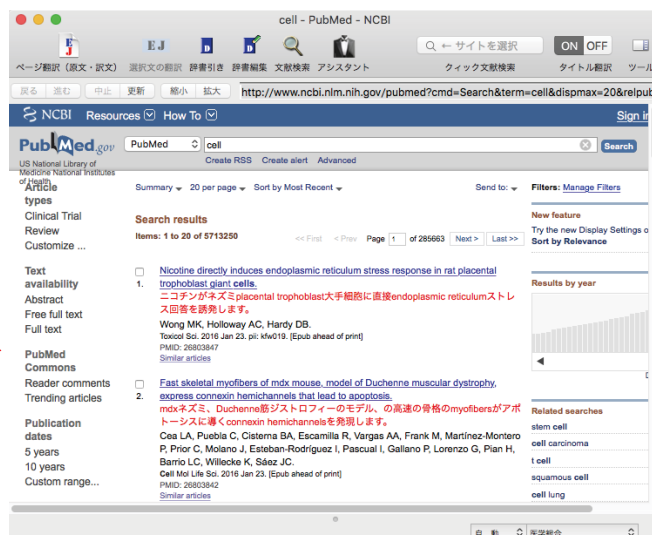 cell - PubMed - NCBI
E J
サイトを選択
ON OFF
ページ翻訳（原文・訳文） 選択文の翻訳 辞書引き 辞書編集 文献検索 アシスタント クィック文献検索 タイトル翻訳 ツール
戻る 進む 中止 更新 縮小 拡大 http://www.ncbi.nlm.nih.gov/pubmed?cmd=Search&term=cell&dispmax=20&relpub
NCBI Resources How To Sign in
PubMed.gov PubMed cell Search
US National Library of
Medicine National Institutes
of Health
Create RSS Create alert Advanced
Article
types
Clinical Trial
Review
Customize ...
Text
availability
Abstract
Free full text
Full text
PubMed
Commons
Reader comments
Trending articles
Publication
dates
5 years
10 years
Custom range...
Summary 20 per page Sort by Most Recent Send to:
Search results
Items: 1 to 20 of 5713250
<< First < Prev Page 1 of 285663 Next > Last >>
1. Nicotine directly induces endoplasmic reticulum stress response in rat placental
trophoblast giant cells.
ニコチンがネズミplacental trophoblast大手細胞に直接endoplasmic reticulumストレ
ス回答を誘発します。
Wong MK, Holloway AC, Hardy DB.
Toxicol Sci. 2016 Jan 23. pii: kfw019. [Epub ahead of print]
PMID: 26803847
Similar articles
2. Fast skeletal myofibers of mdx mouse, model of Duchenne muscular dystrophy,
express connexin hemichannels that lead to apoptosis.
mdxネズミ、Duchenne筋ジストロフィーのモデル、の高速の骨格のmyofibersがアポ
トーシスに導くconnexin hemichannelsを発現します。
Cea LA, Puebla C, Cisterna BA, Escamilla R, Vargas AA, Frank M, Martínez-Montero
P, Prior C, Molano J, Esteban-Rodríguez I, Pascual I, Gallano P, Lorenzo G, Pian H,
Barrio LC, Willecke K, Sáez JC.
Cell Mol Life Sci. 2016 Jan 23. [Epub ahead of print]
PMID: 26803842
Similar articles
Filters: Manage Filters
New feature
Try the new Display Settings o
Sort by Relevance
Results by year
Related searches
stem cell
cell carcinoma
t cell
squamous cell
cell lung
自動 医学総合